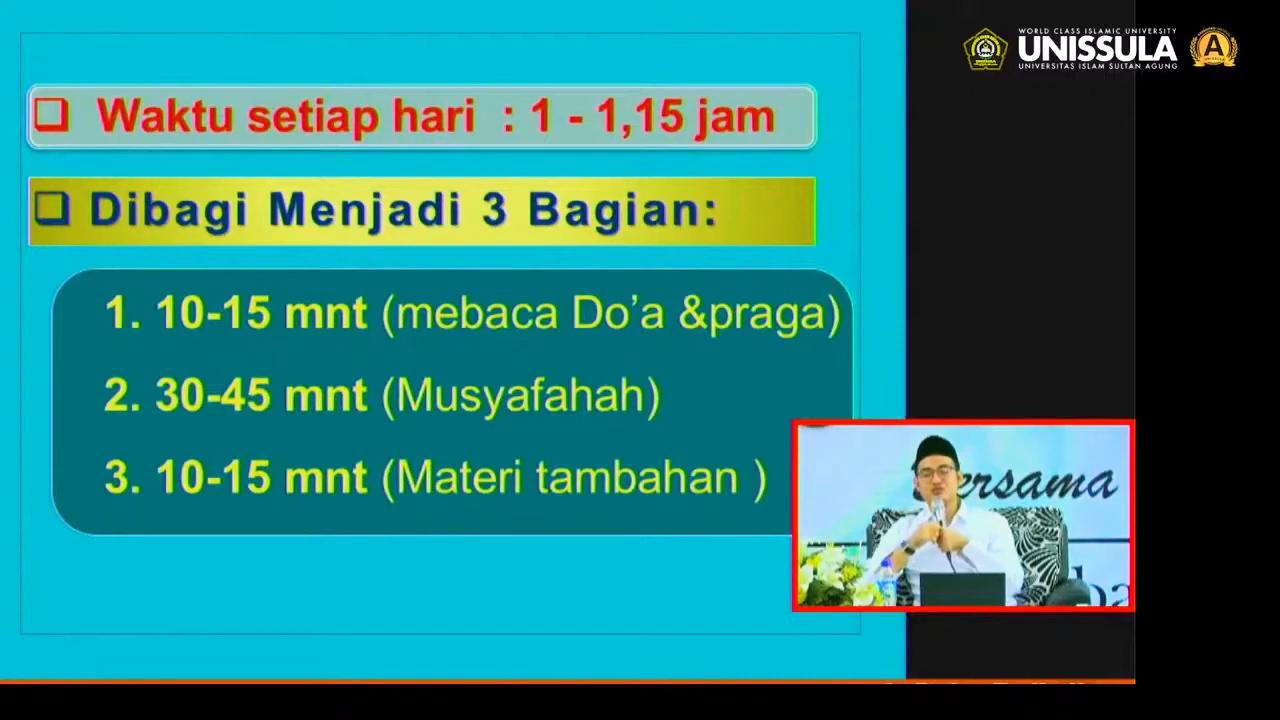 WORLD CLASS ISLAMIC UNIVERSITY
UNISSULA
UNIVERSITAS ISLAM SULTAN AGUNG
A
Waktu setiap hari : 1 - 1,15 jam
Dibagi Menjadi 3 Bagian:
1. 10-15 mnt (mebaca Do’a &praga)
2. 30-45 mnt (Musyafahah)
3. 10-15 mnt (Materi tambahan )